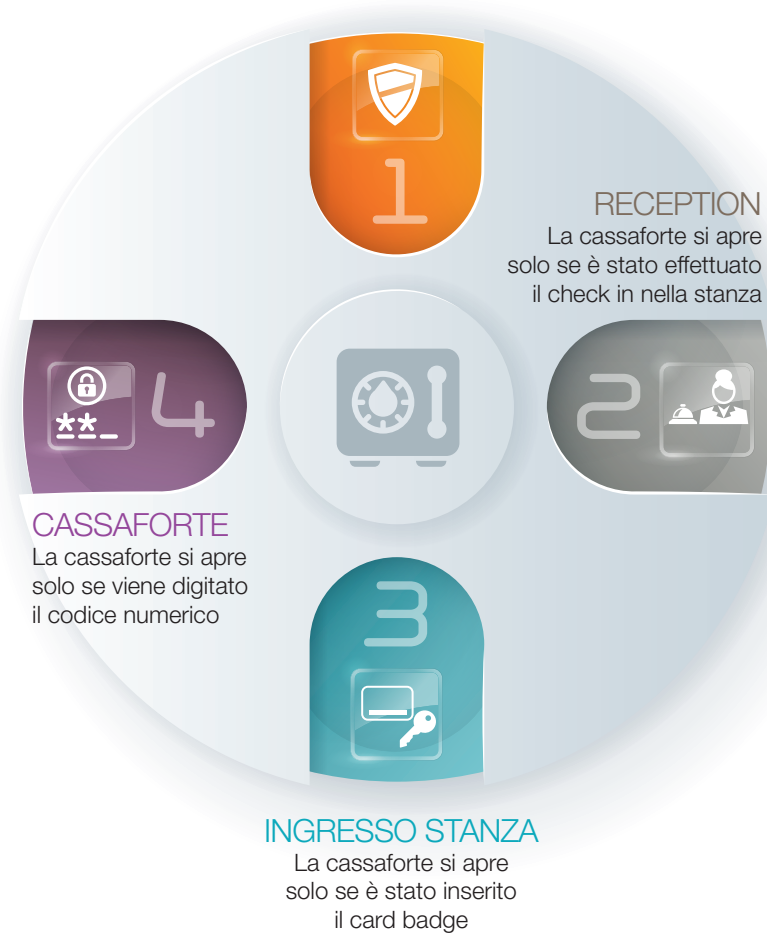 1
RECEPTION
La cassaforte si apre
solo se è stato effettuato
il check in nella stanza
2
4
**_
CASSAFORTE
La cassaforte si apre
solo se viene digitato
il codice numerico
3
INGRESSO STANZA
La cassaforte si apre
solo se è stato inserito
il card badge